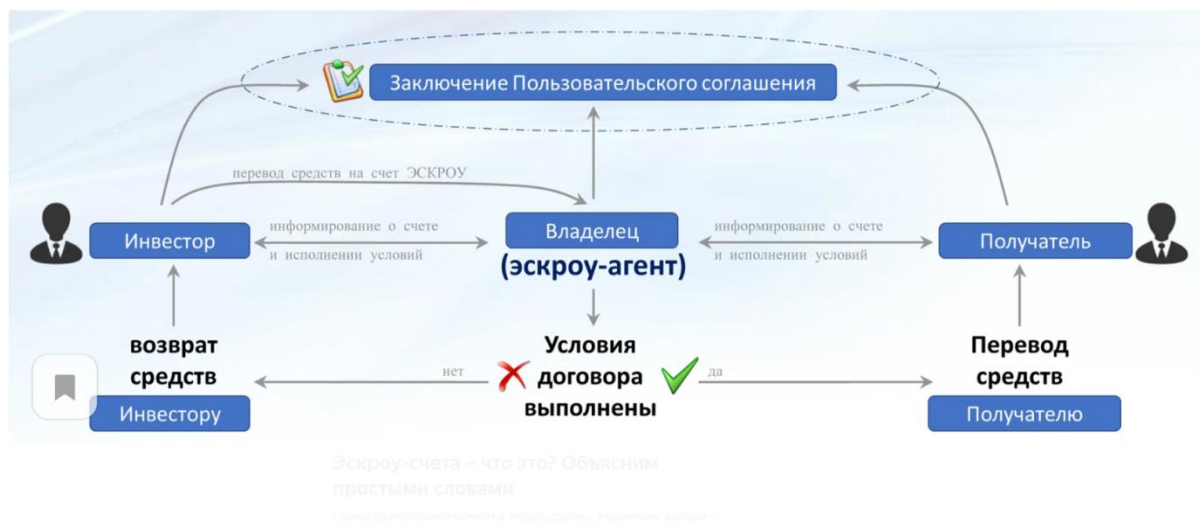 Заключение Пользовательского соглашения
перевод средств на счет ЭСКРОУ
Инвестор
информирование о счете
и исполнении условий
Владелец
(эскроу-агент)
информирование о счете
и исполнении условий
Получатель
возврат
средств
Инвестору
нет
Условия
договора
выполнены
да
Перевод
средств
Получателю
Эскроу-счета – что это? Объясним
простыми словами